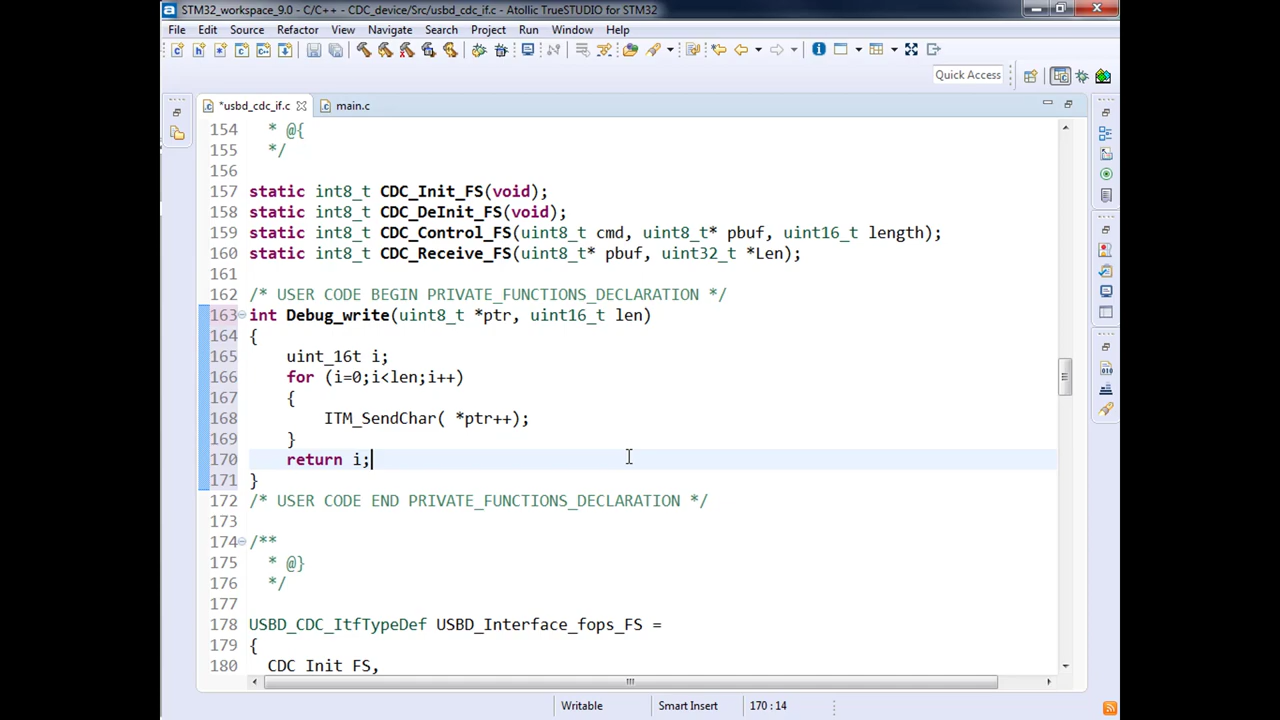 STM32_workspace_9.0 - C/C++ - CDC_device/Src/usbd_cdc_if.c - Atollic TrueSTUDIO for STM32
File Edit Source Refactor View Navigate Search Project Run Window Help
Quick Access
*usbd_cdc_if.c main.c
154   * @{
155   */
156
157 static int8_t CDC_Init_FS(void);
158 static int8_t CDC_DeInit_FS(void);
159 static int8_t CDC_Control_FS(uint8_t cmd, uint8_t* pbuf, uint16_t length);
160 static int8_t CDC_Receive_FS(uint8_t* pbuf, uint32_t *Len);
161
162 /* USER CODE BEGIN PRIVATE_FUNCTIONS_DECLARATION */
163 int Debug_write(uint8_t *ptr, uint16_t len)
164 {
165     uint_16t i;
166     for (i=0;i<len;i++)
167     {
168         ITM_SendChar( *ptr++);
169     }
170     return i;
171 }
172 /* USER CODE END PRIVATE_FUNCTIONS_DECLARATION */
173
174 /**
175   * @}
176   */
177
178 USBD_CDC_ItfTypeDef USBD_Interface_fops_FS =
179 {
180   CDC_Init_FS,
Writable Smart Insert 170 : 14